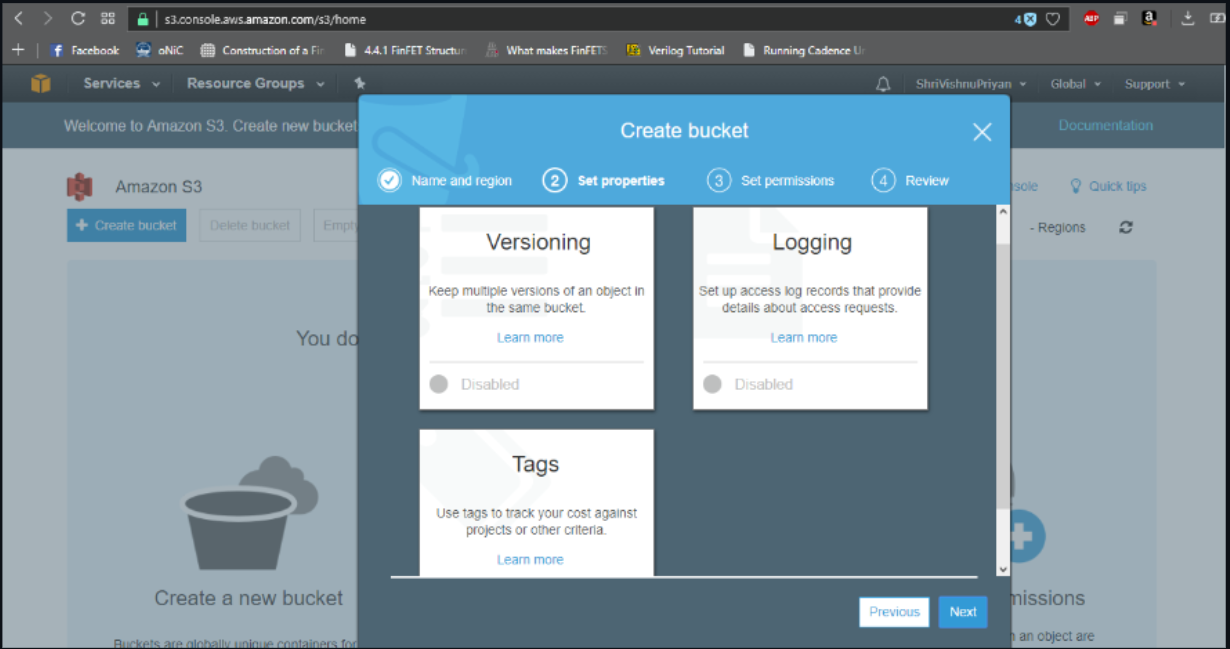 s3.console.aws.amazon.com/s3/home
4
ABP
a
Facebook oNiC Construction of a Fin 4.4.1 FinFET Structur What makes FinFETS Verilog Tutorial Running Cadence Un
Services Resource Groups ShriVishnuPriyan Global Support
Welcome to Amazon S3. Create new bucket Documentation
Create bucket
Name and region 2 Set properties 3 Set permissions 4 Review
Amazon S3 nsole Quick tips
Create bucket Delete bucket Empty - Regions
Versioning
Keep multiple versions of an object in
the same bucket.
Learn more
Disabled
Logging
Set up access log records that provide
details about access requests.
Learn more
Disabled
You do
Tags
Use tags to track your cost against
projects or other criteria.
Learn more
Create a new bucket
Buckets are globally unique containers for
missions
n an object are
Previous Next